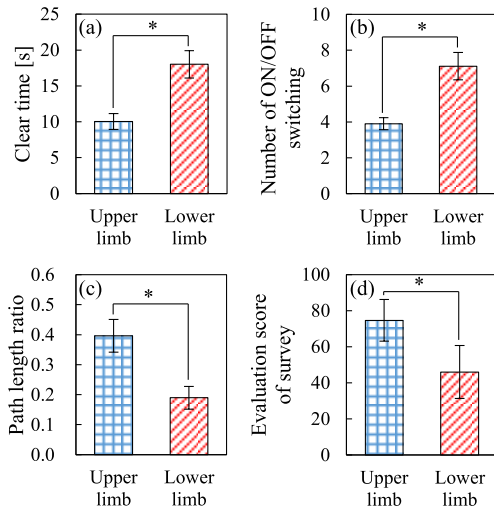 (a)
*
Clear time [s]
25
20
15
10
5
0
Upper
limb
Lower
limb
(b)
*
Number of ON/OFF
switching
10
8
6
4
2
0
Upper
limb
Lower
limb
(c)
*
Path length ratio
0.6
0.5
0.4
0.3
0.2
0.1
0.0
Upper
limb
Lower
limb
(d)
*
Evaluation score
of survey
100
80
60
40
20
0
Upper
limb
Lower
limb